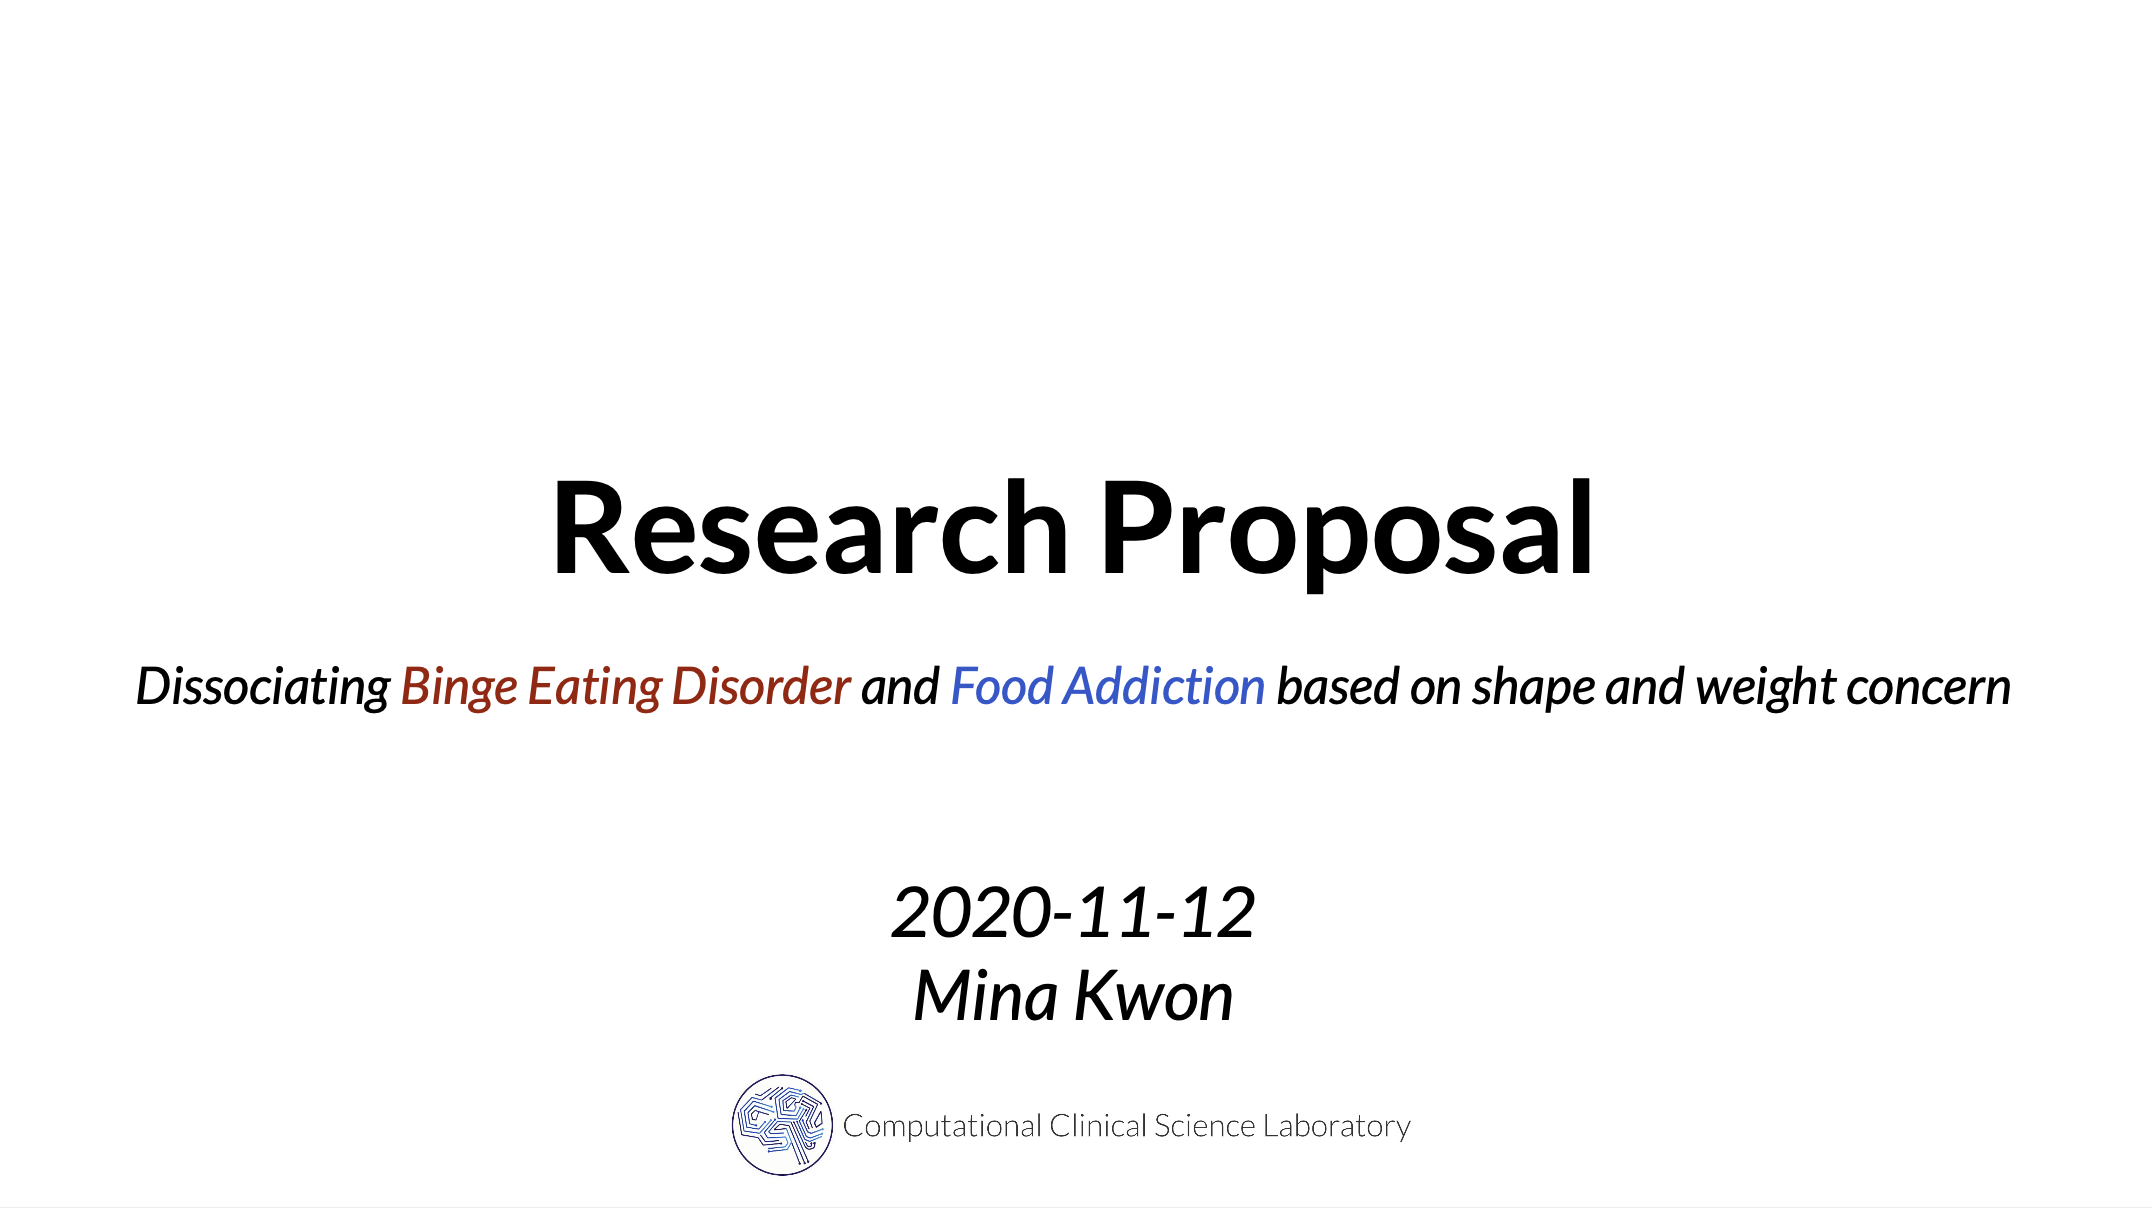 Research Proposal
Dissociating Binge Eating Disorder and Food Addiction based on shape and weight concern
2020-11-12
Mina Kwon
Computational Clinical Science Laboratory